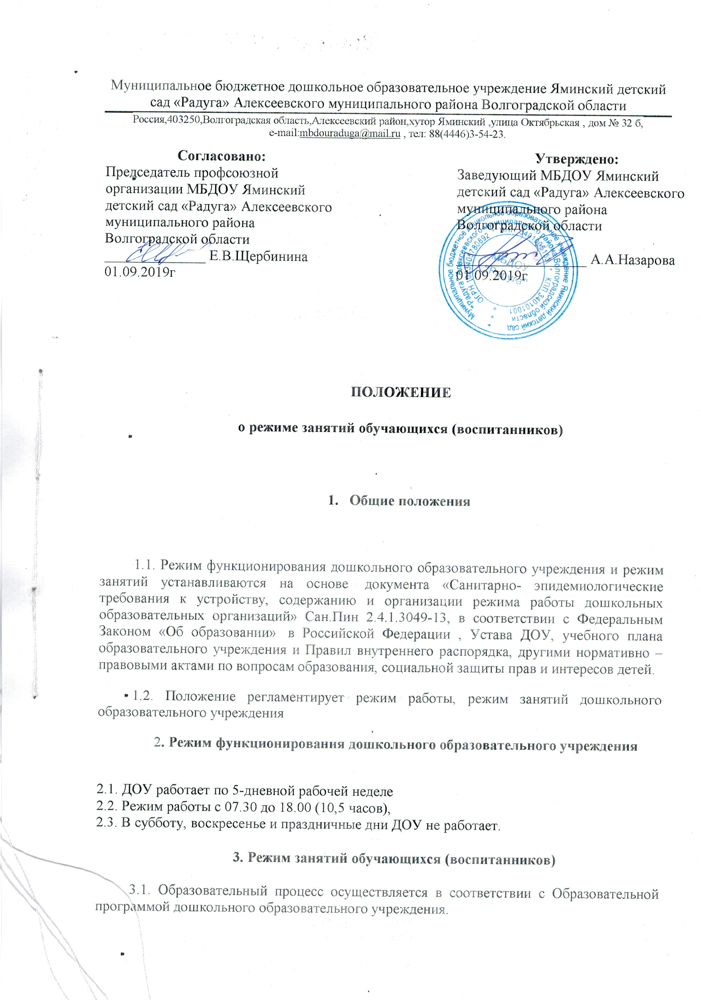 Муниципальное бюджетное дошкольное образовательное учреждение Яминский детский
сад «Радуга» Алексеевского муниципального района Волгоградской области
Россия,403250,Волгоградская область,Алексеевский район,хутор Яминский ,улица Октябрьская , дом № 32 б,
e-mail:mbdouraduga@mail.ru , тел: 88(4446)3-54-23.
Согласовано:
Председатель профсоюзной
организации МБДОУ Яминский
детский сад «Радуга» Алексеевского
муниципального района
Волгоградской области
Е.В.Щербинина
01.09.2019г
Утверждено:
Заведующий МБДОУ Яминский
детский сад «Радуга» Алексеевского
муниципального района
Волгоградской области
А.А.Назарова
01.09.2019г
Муниципальное бюджетное дошкольное образовательное учреждение Яминский детский сад
"Радуга" Алексеевского муниципального района Волгоградской области
ОГРН 1023405780892 * ИНН * КПП 340101001
МБДОУ
"Радуга"
ПОЛОЖЕНИЕ
о режиме занятий обучающихся (воспитанников)
1. Общие положения
1.1. Режим функционирования дошкольного образовательного учреждения и режим
занятий устанавливаются на основе документа «Санитарно- эпидемиологические
требования к устройству, содержанию и организации режима работы дошкольных
образовательных организаций» Сан.Пин 2.4.1.3049-13, в соответствии с Федеральным
Законом «Об образовании» в Российской Федерации , Устава ДОУ, учебного плана
образовательного учреждения и Правил внутреннего распорядка, другими нормативно –
правовыми актами по вопросам образования, социальной защиты прав и интересов детей.
1.2. Положение регламентирует режим работы, режим занятий дошкольного
образовательного учреждения
2. Режим функционирования дошкольного образовательного учреждения
2.1. ДОУ работает по 5-дневной рабочей неделе
2.2. Режим работы с 07.30 до 18.00 (10,5 часов),
2.3. В субботу, воскресенье и праздничные дни ДОУ не работает.
3. Режим занятий обучающихся (воспитанников)
3.1. Образовательный процесс осуществляется в соответствии с Образовательной
программой дошкольного образовательного учреждения.